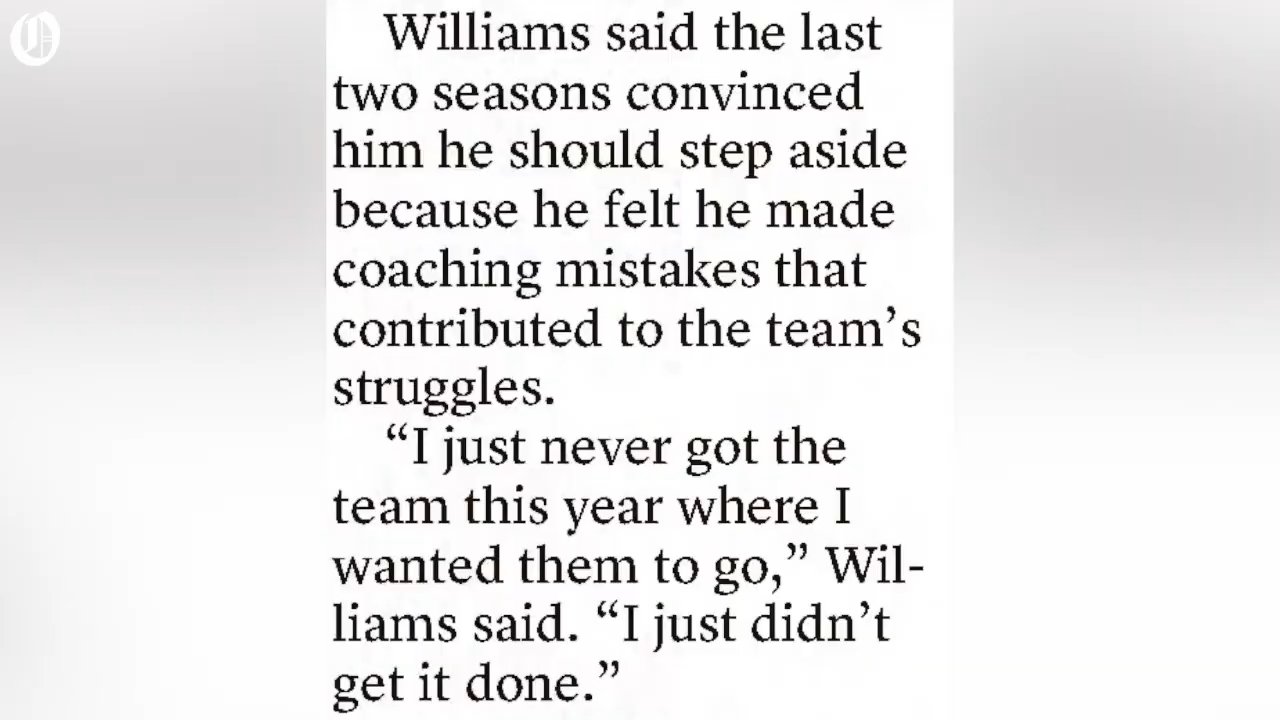 O
Williams said the last
two seasons convinced
him he should step aside
because he felt he made
coaching mistakes that
contributed to the team’s
struggles.
“I just never got the
team this year where I
wanted them to go,” Wil-
liams said. “I just didn’t
get it done.”